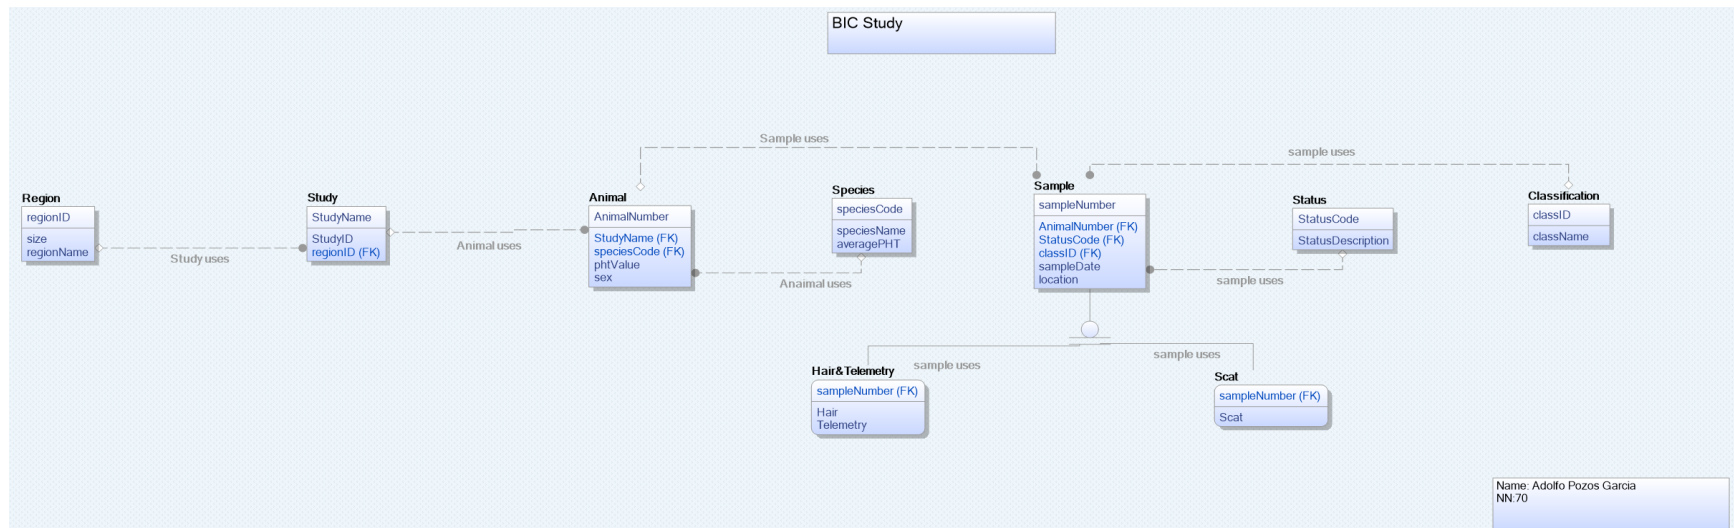 BIC Study
Sample uses
sample uses
Region
regionID
size
regionName
Study uses
Study
StudyName
StudyID
regionID (FK)
Animal uses
Animal
AnimalNumber
StudyName (FK)
speciesCode (FK)
phtValue
sex
Species
speciesCode
speciesName
averagePHT
Anaimal uses
Sample
sampleNumber
AnimalNumber (FK)
StatusCode (FK)
classID (FK)
sampleDate
location
Status
StatusCode
StatusDescription
sample uses
Classification
classID
className
sample uses
sample uses
Hair&Telemetry
sampleNumber (FK)
Hair
Telemetry
Scat
sampleNumber (FK)
Scat
Name: Adolfo Pozos Garcia
NN:70